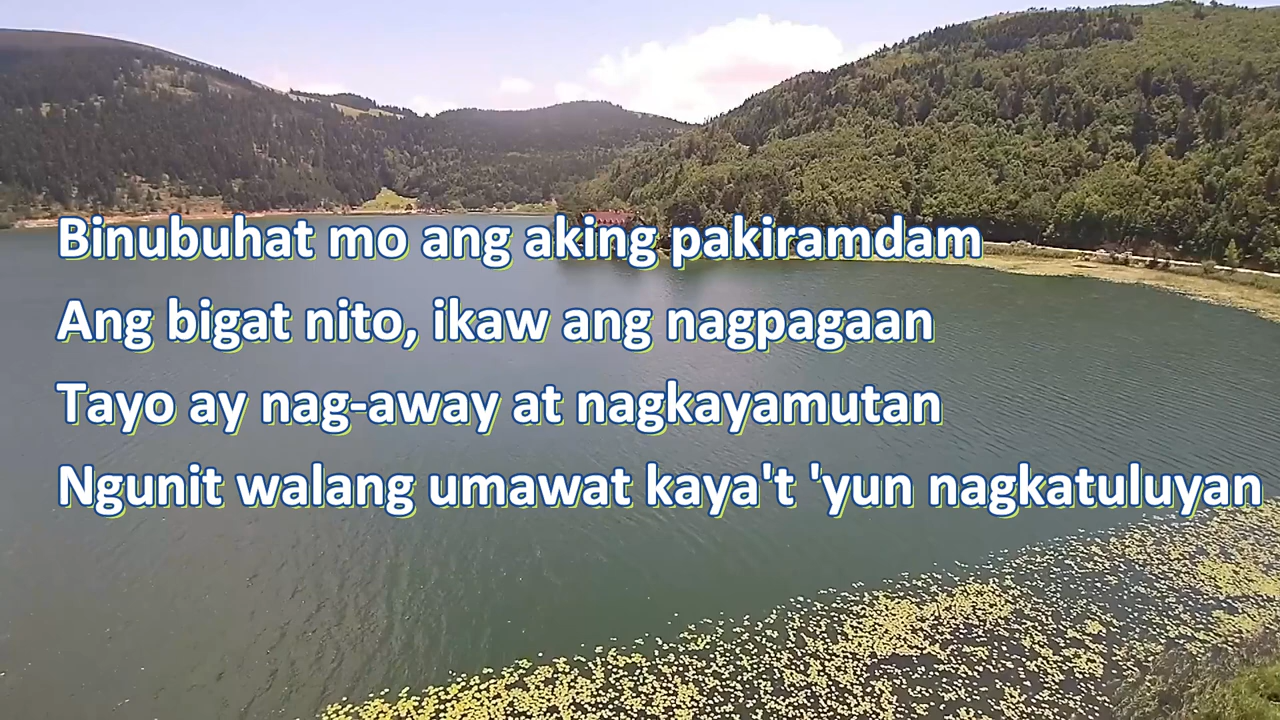 Binubuhat mo ang aking pakiramdam
Ang bigat nito, ikaw ang nagpagaan
Tayo ay nag-away at nagkayamutan
Ngunit walang umawat kaya't 'yun nagkatuluyan